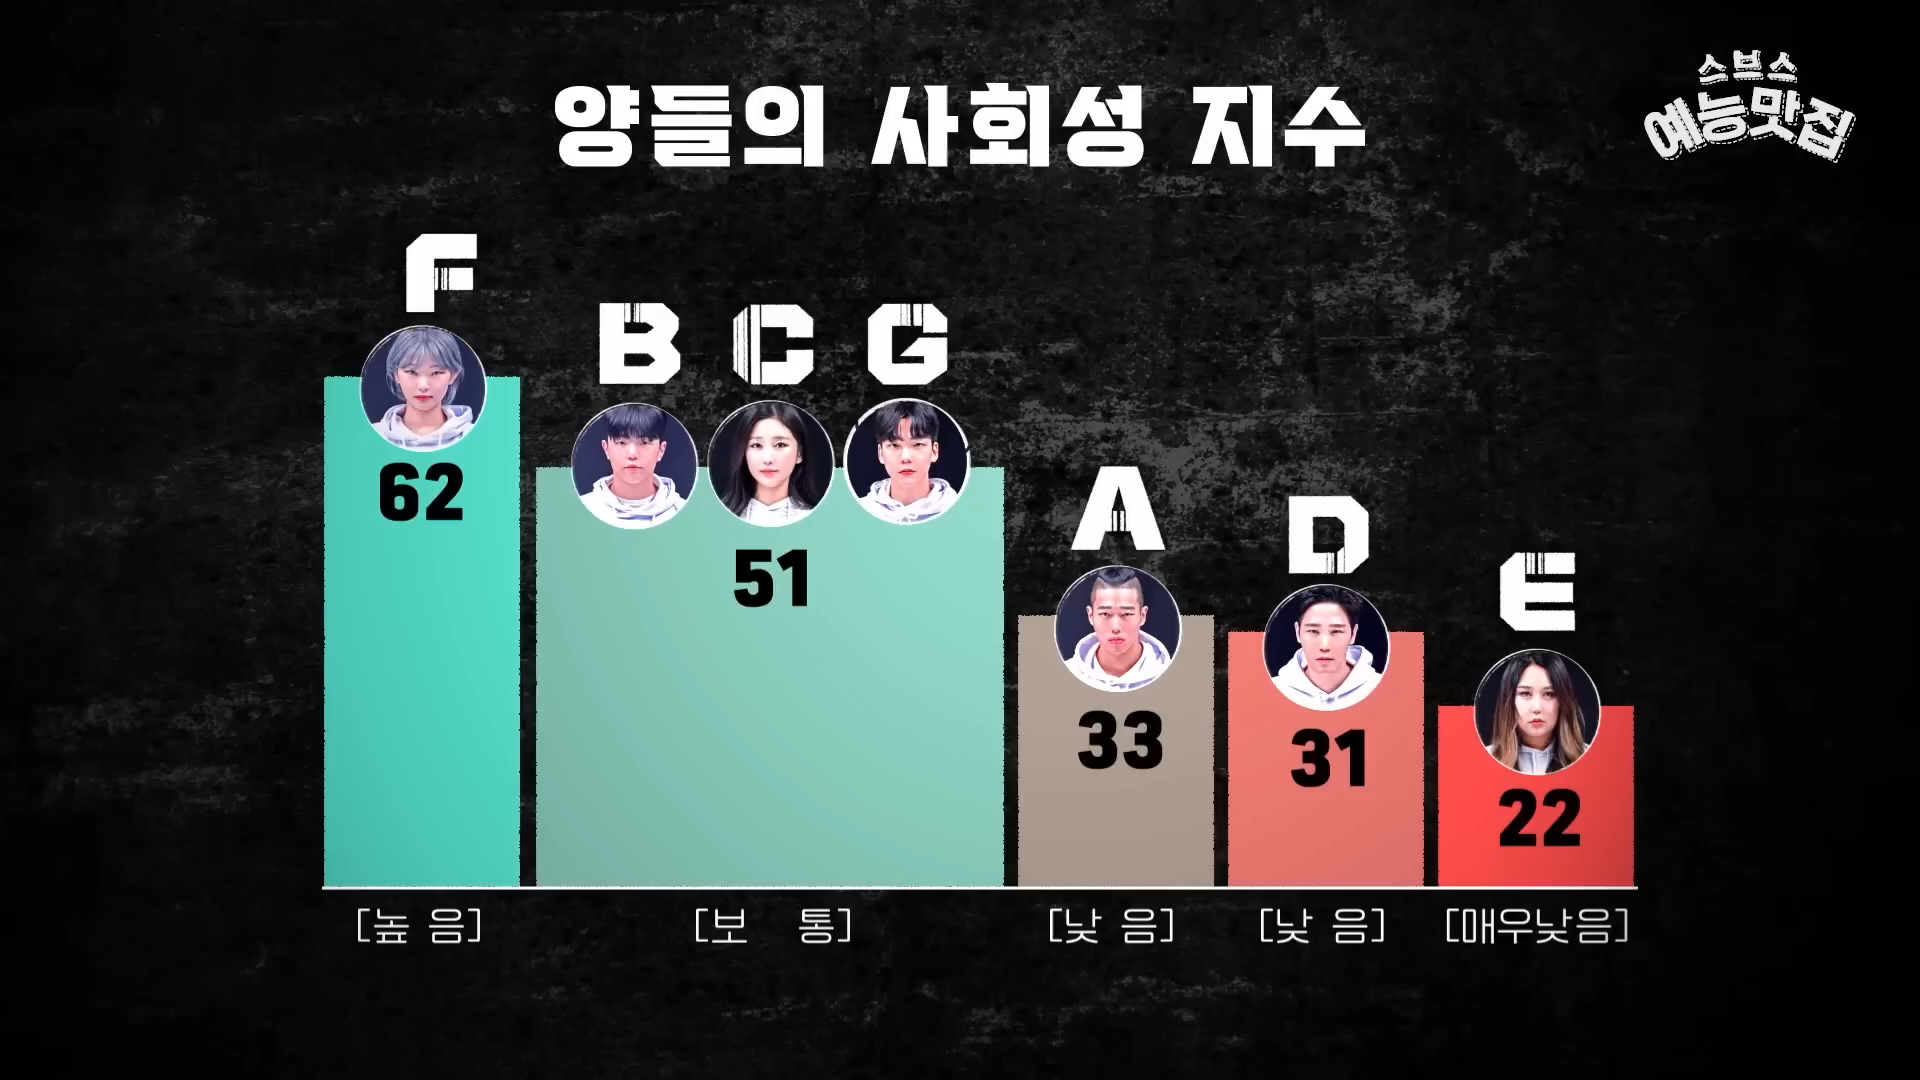 양들의 사회성 지수
스브스
예능맛집
F
B C G
A
D
E
62
51
33
31
22
[높 음]
[보 통]
[낮 음]
[낮 음]
[매우낮음]